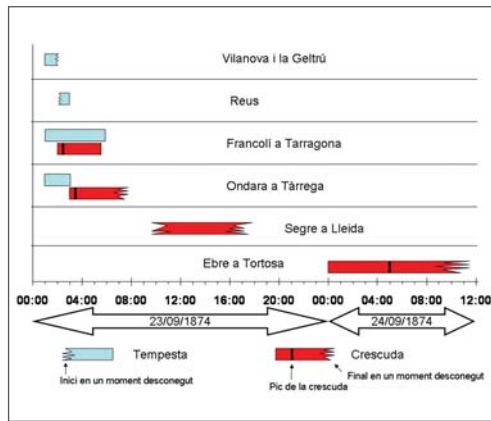 Vilanova i la Geltrú
Reus
Francolí a Tarragona
Ondara a Tàrrega
Segre a Lleida
Ebre a Tortosa
00:00 04:00 08:00 12:00 16:00 20:00 00:00 04:00 08:00 12:00
23/09/1874 24/09/1874
Tempesta Crescuda
Inici en un moment desconegut Pic de la crescuda Final en un moment desconegut